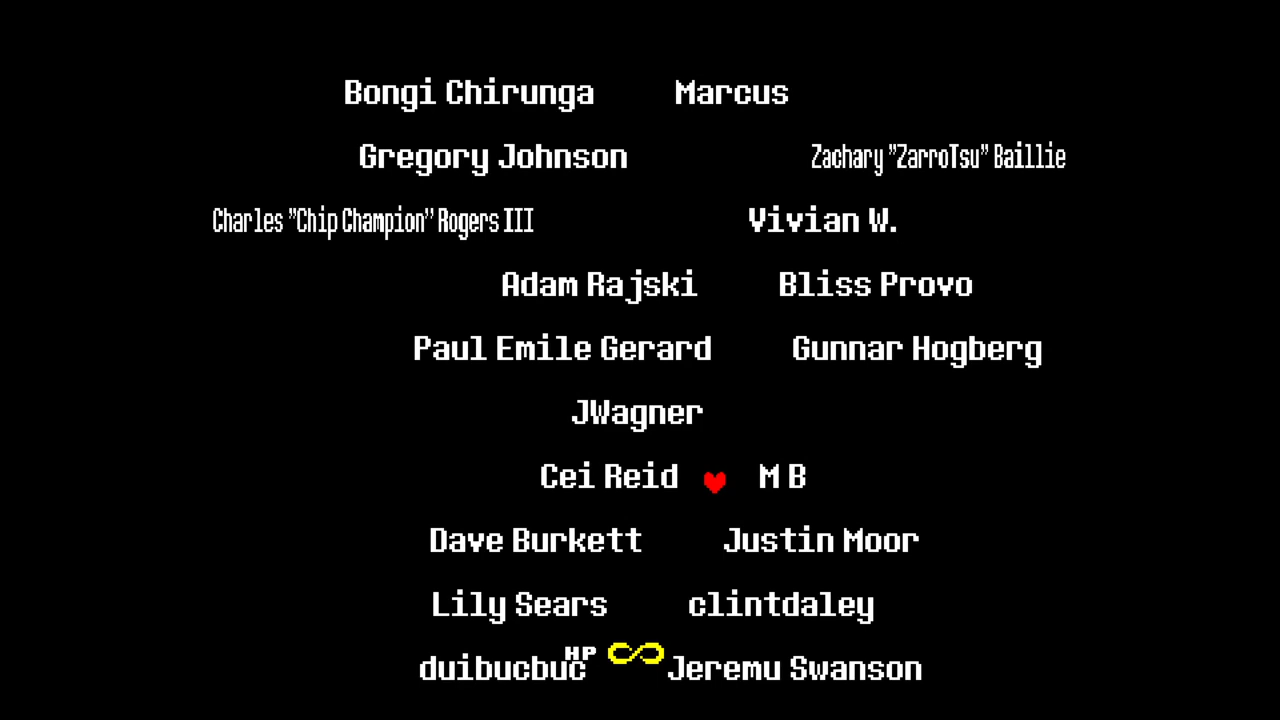 Bongi Chirunga Marcus
Gregory Johnson Zachary "ZarroTsu" Baillie
Charles "Chip Champion" Rogers III Vivian W.
Adam Rajski Bliss Provo
Paul Emile Gerard Gunnar Hogberg
JWagner
Cei Reid M B
Dave Burkett Justin Moor
Lily Sears clintdaley
HP ∞
duibucbuc Jeremu Swanson